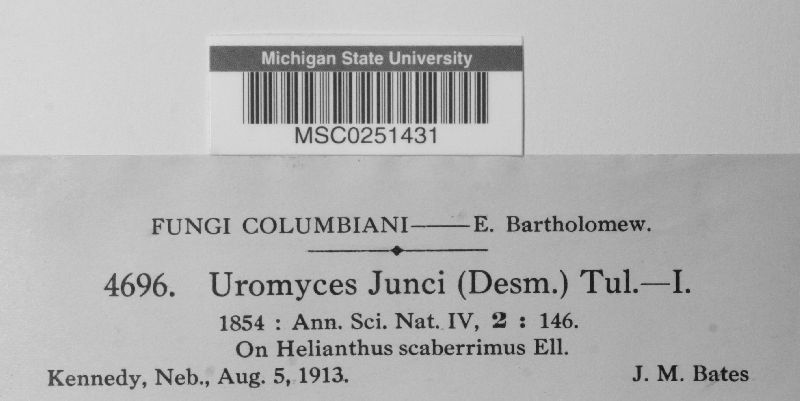 Michigan State University
MSC0251431
FUNGI COLUMBIANI——E. Bartholomew.
4696. Uromyces Junci (Desm.) Tul.—I.
1854 : Ann. Sci. Nat. IV, 2 : 146.
On Helianthus scaberrimus Ell.
Kennedy, Neb., Aug. 5, 1913. J. M. Bates